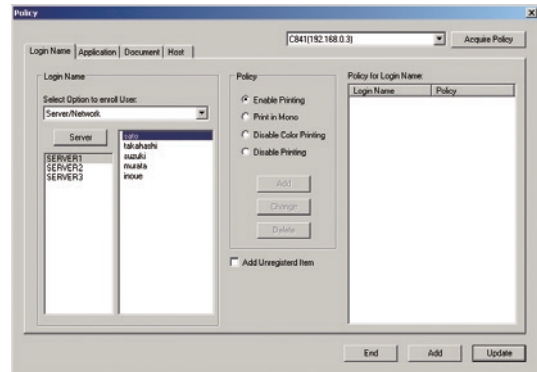 Policy
C841(192.168.0.3)
Acquire Policy
Login Name
Application
Document
Host
Login Name
Select Option to enroll User:
Server/Network
Server
SERVER1
SERVER2
SERVER3
sato
takahashi
suzuki
murata
inoue
Policy
Enable Printing
Print in Mono
Disable Color Printing
Disable Printing
Add
Change
Delete
Add Unregisterd Item
Policy for Login Name:
Login Name
Policy
End
Add
Update